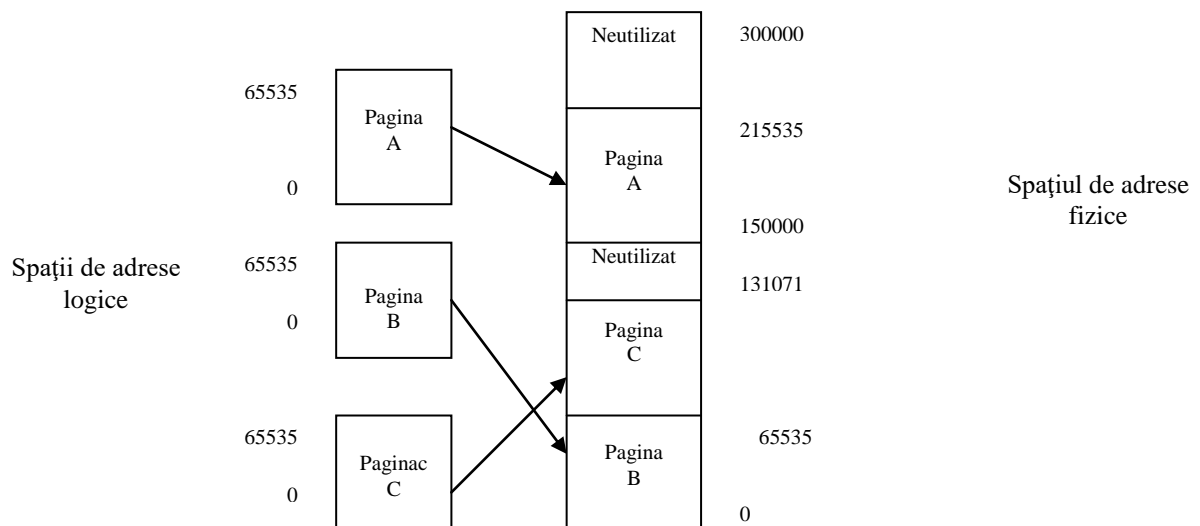 Neutilizat
300000
65535
Pagina
A
0
215535
Pagina
A
150000
Spaţiul de adrese
fizice
Spaţii de adrese
logice
65535
Pagina
B
0
Neutilizat
131071
Pagina
C
65535
Paginac
C
0
65535
Pagina
B
0